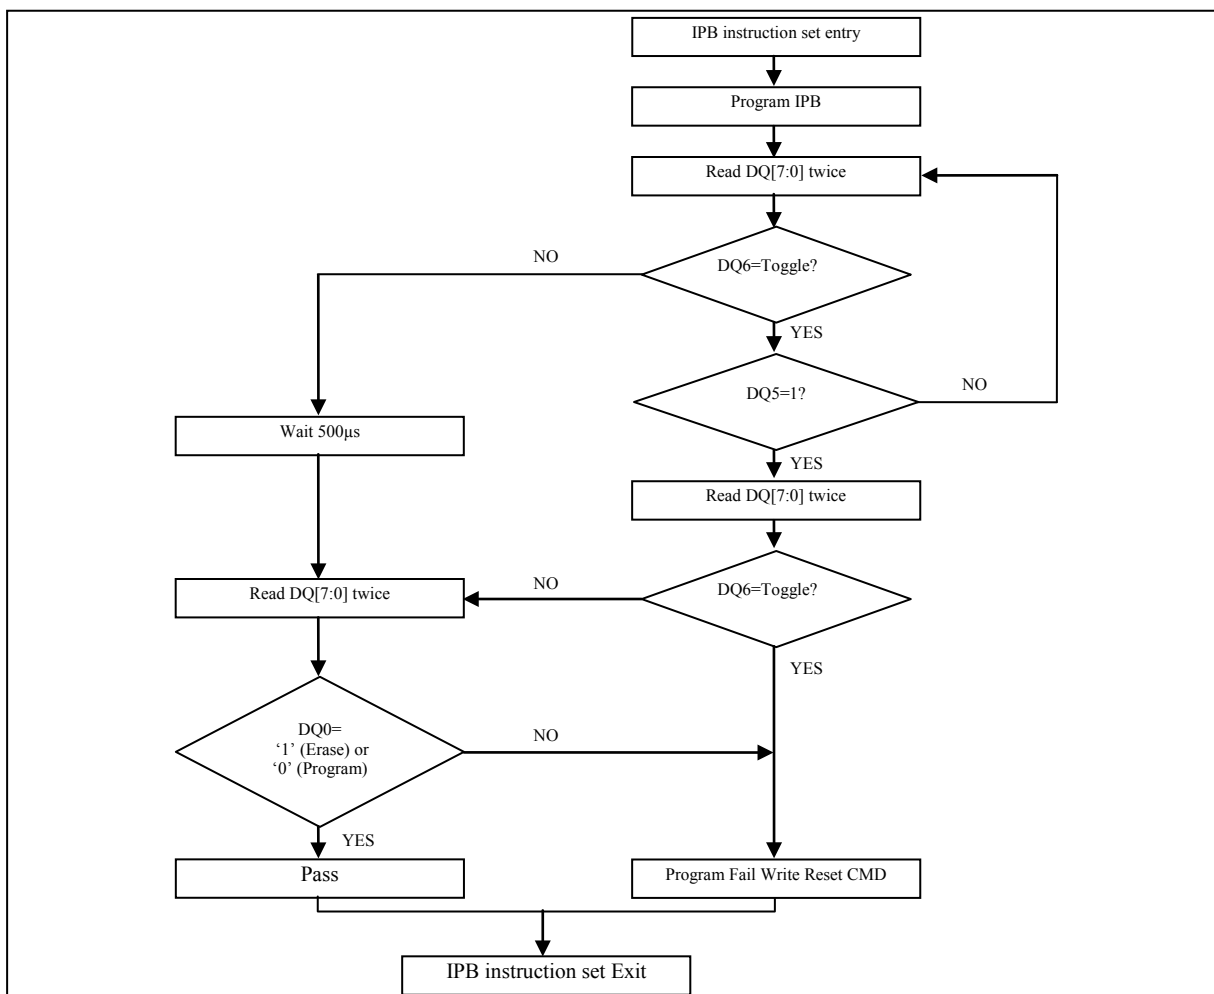 IPB instruction set entry
Program IPB
Read DQ[7:0] twice
NO
DQ6=Toggle?
YES
DQ5=1?
NO
Wait 500µs
YES
Read DQ[7:0] twice
Read DQ[7:0] twice
NO
DQ6=Toggle?
YES
DQ0=
‘1’ (Erase) or
‘0’ (Program)
NO
YES
Pass
Program Fail Write Reset CMD
IPB instruction set Exit